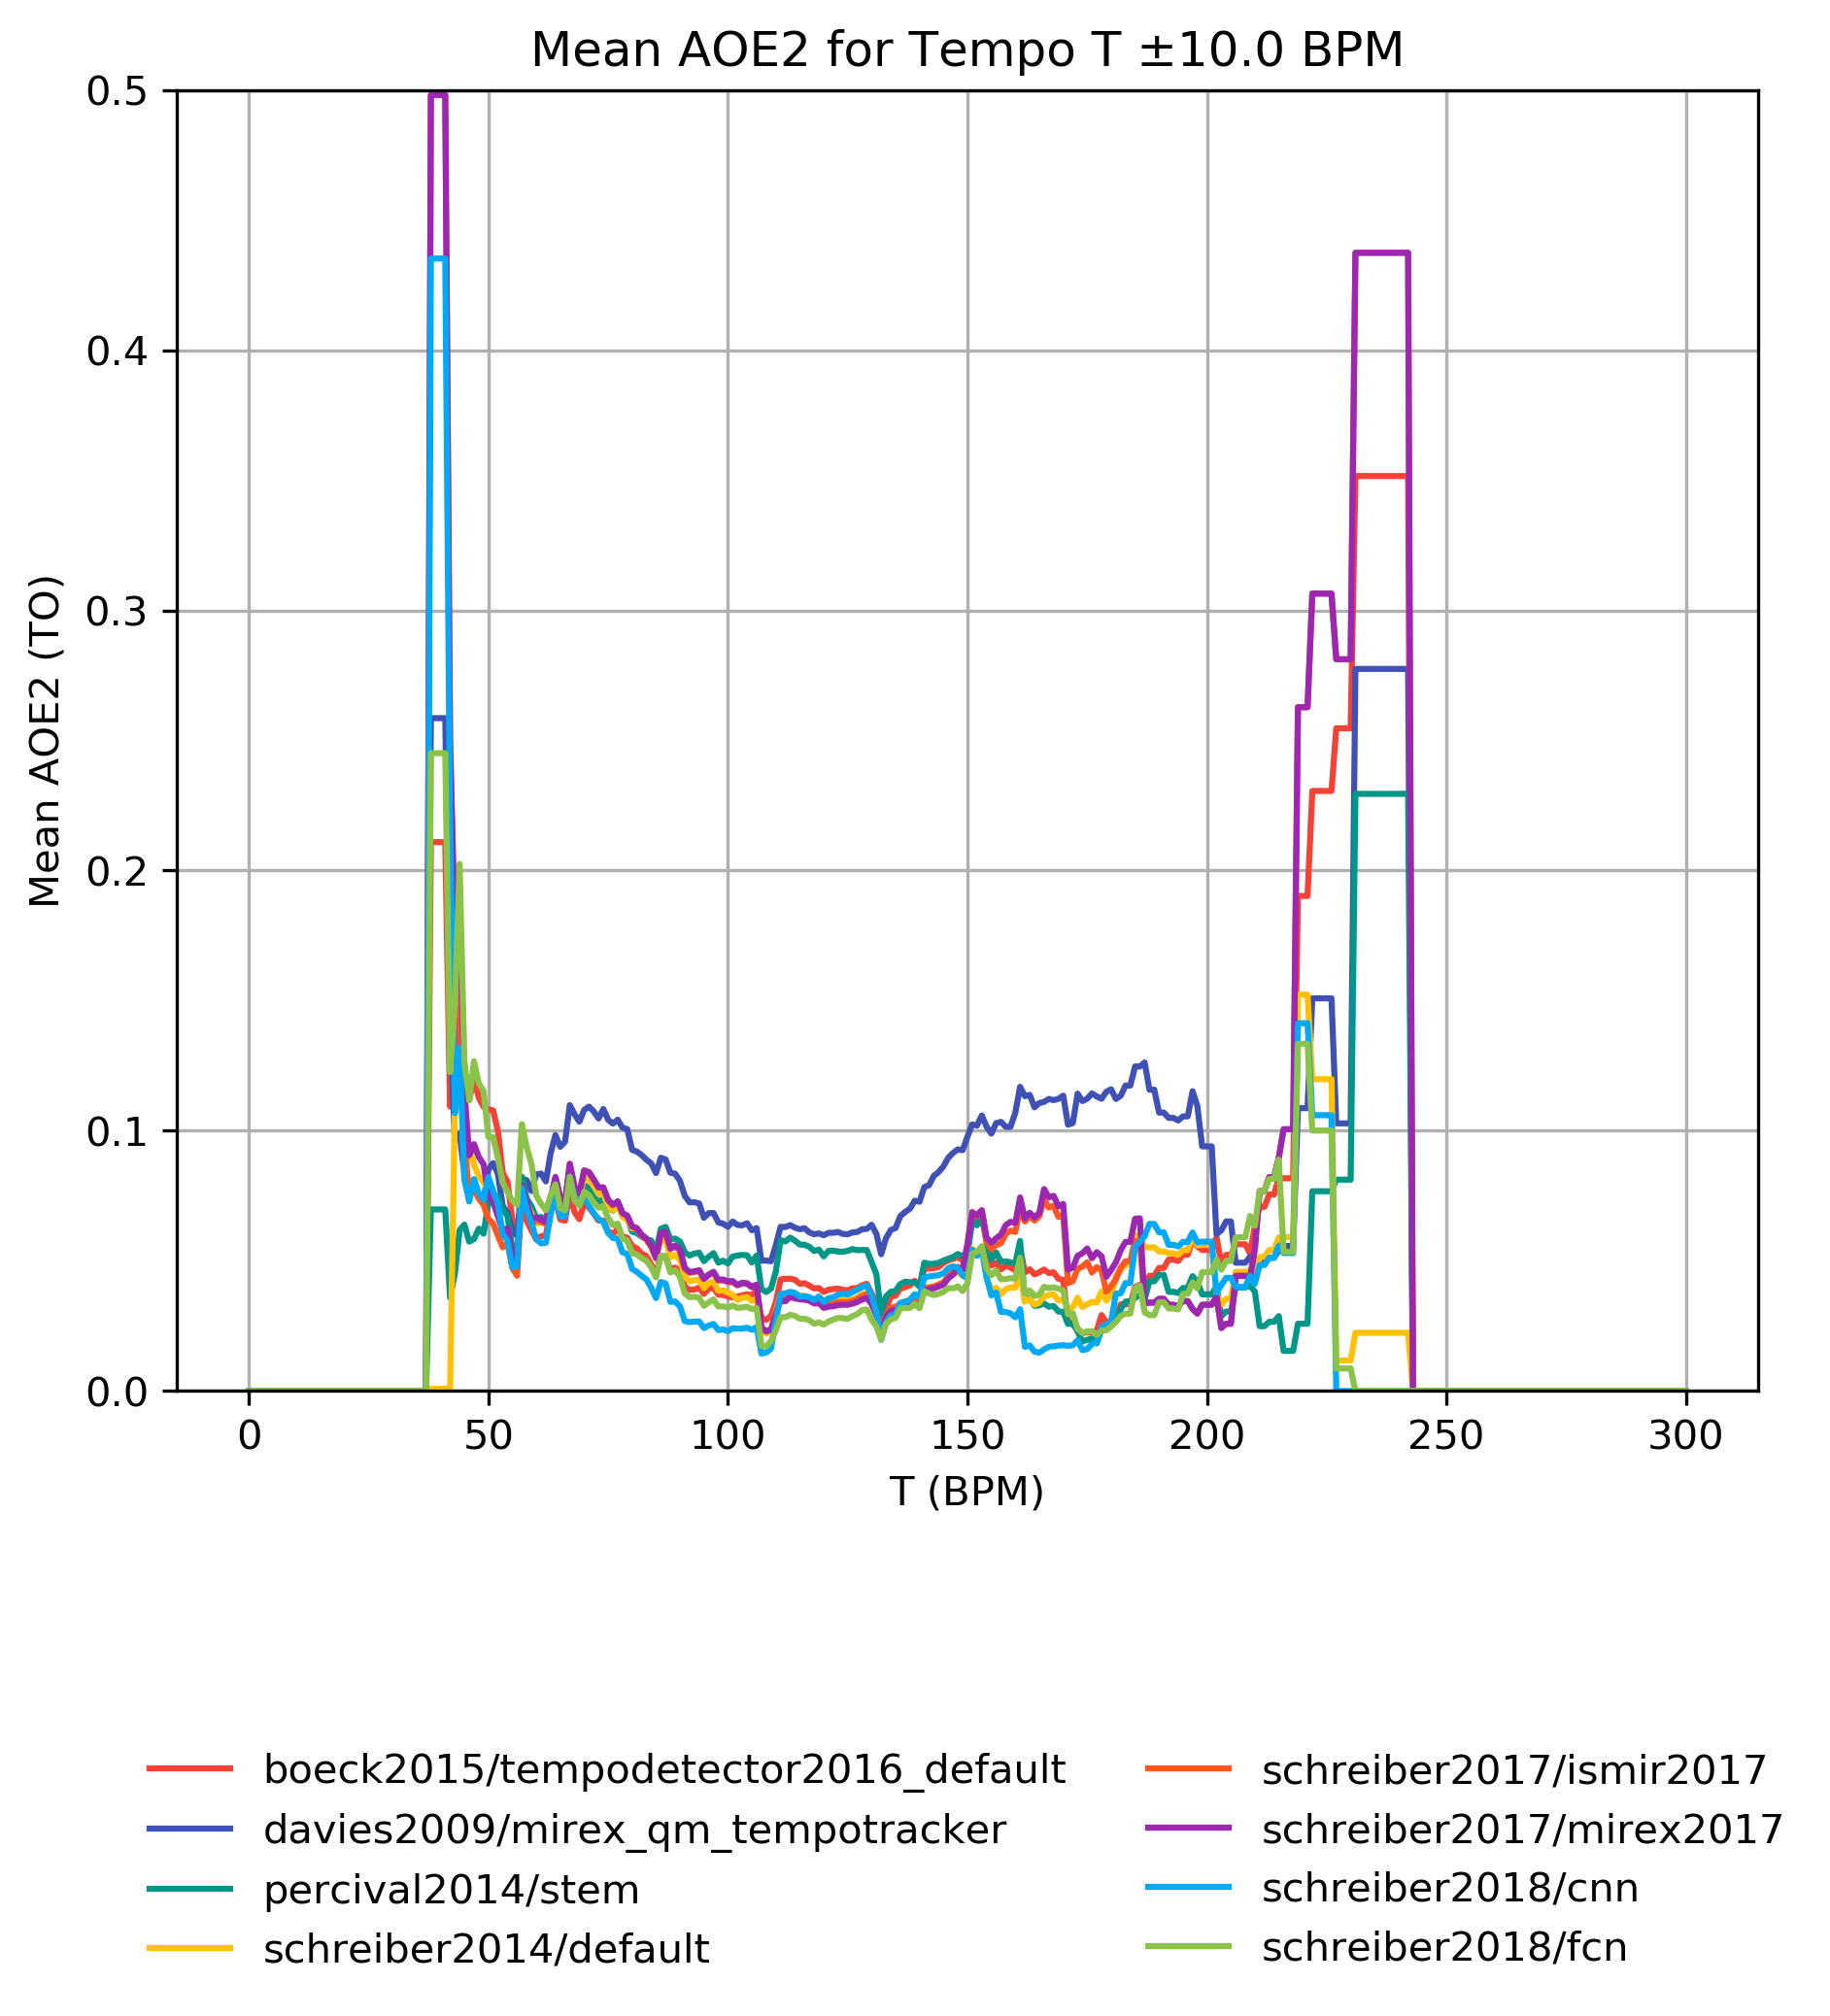 Mean AOE2 for Tempo T ±10.0 BPM
Mean AOE2 (TO)
0.5
0.4
0.3
0.2
0.1
0.0
0 50 100 150 200 250 300
T (BPM)
boeck2015/tempodetector2016_default
davies2009/mirex_qm_tempotracker
percival2014/stem
schreiber2014/default
schreiber2017/ismir2017
schreiber2017/mirex2017
schreiber2018/cnn
schreiber2018/fcn